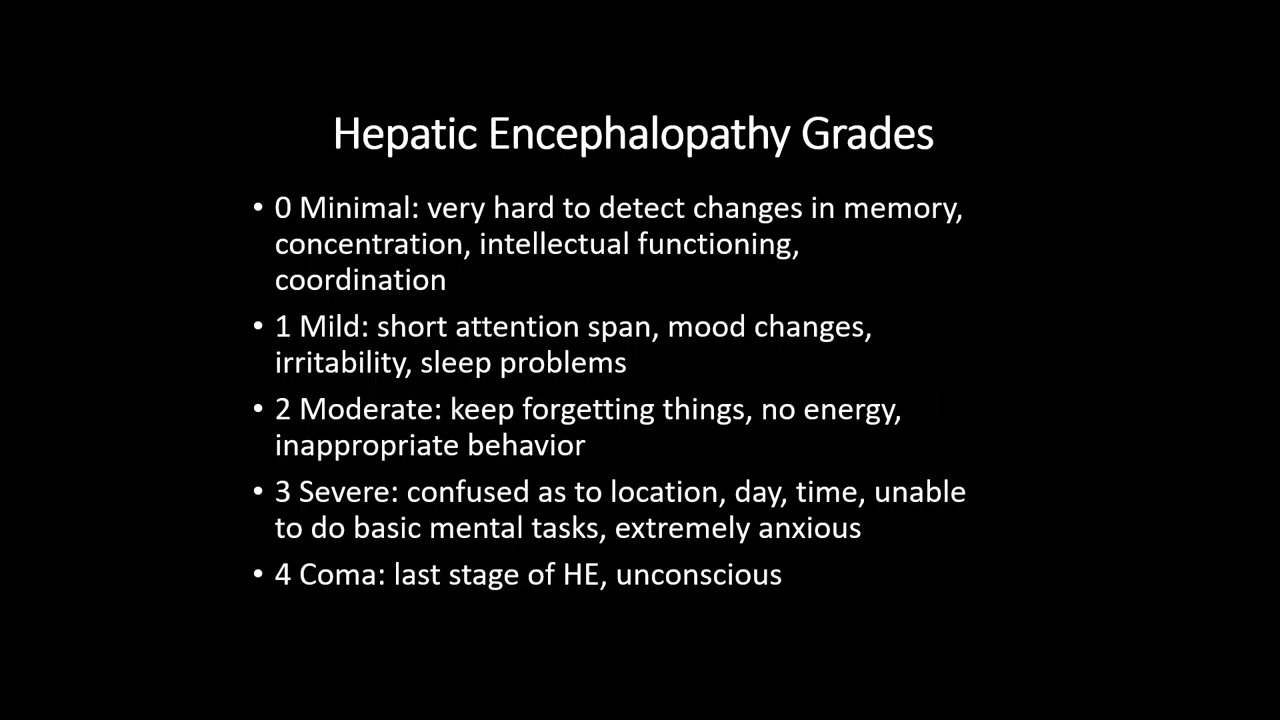 Hepatic Encephalopathy Grades
• 0 Minimal: very hard to detect changes in memory,
concentration, intellectual functioning,
coordination
• 1 Mild: short attention span, mood changes,
irritability, sleep problems
• 2 Moderate: keep forgetting things, no energy,
inappropriate behavior
• 3 Severe: confused as to location, day, time, unable
to do basic mental tasks, extremely anxious
• 4 Coma: last stage of HE, unconscious